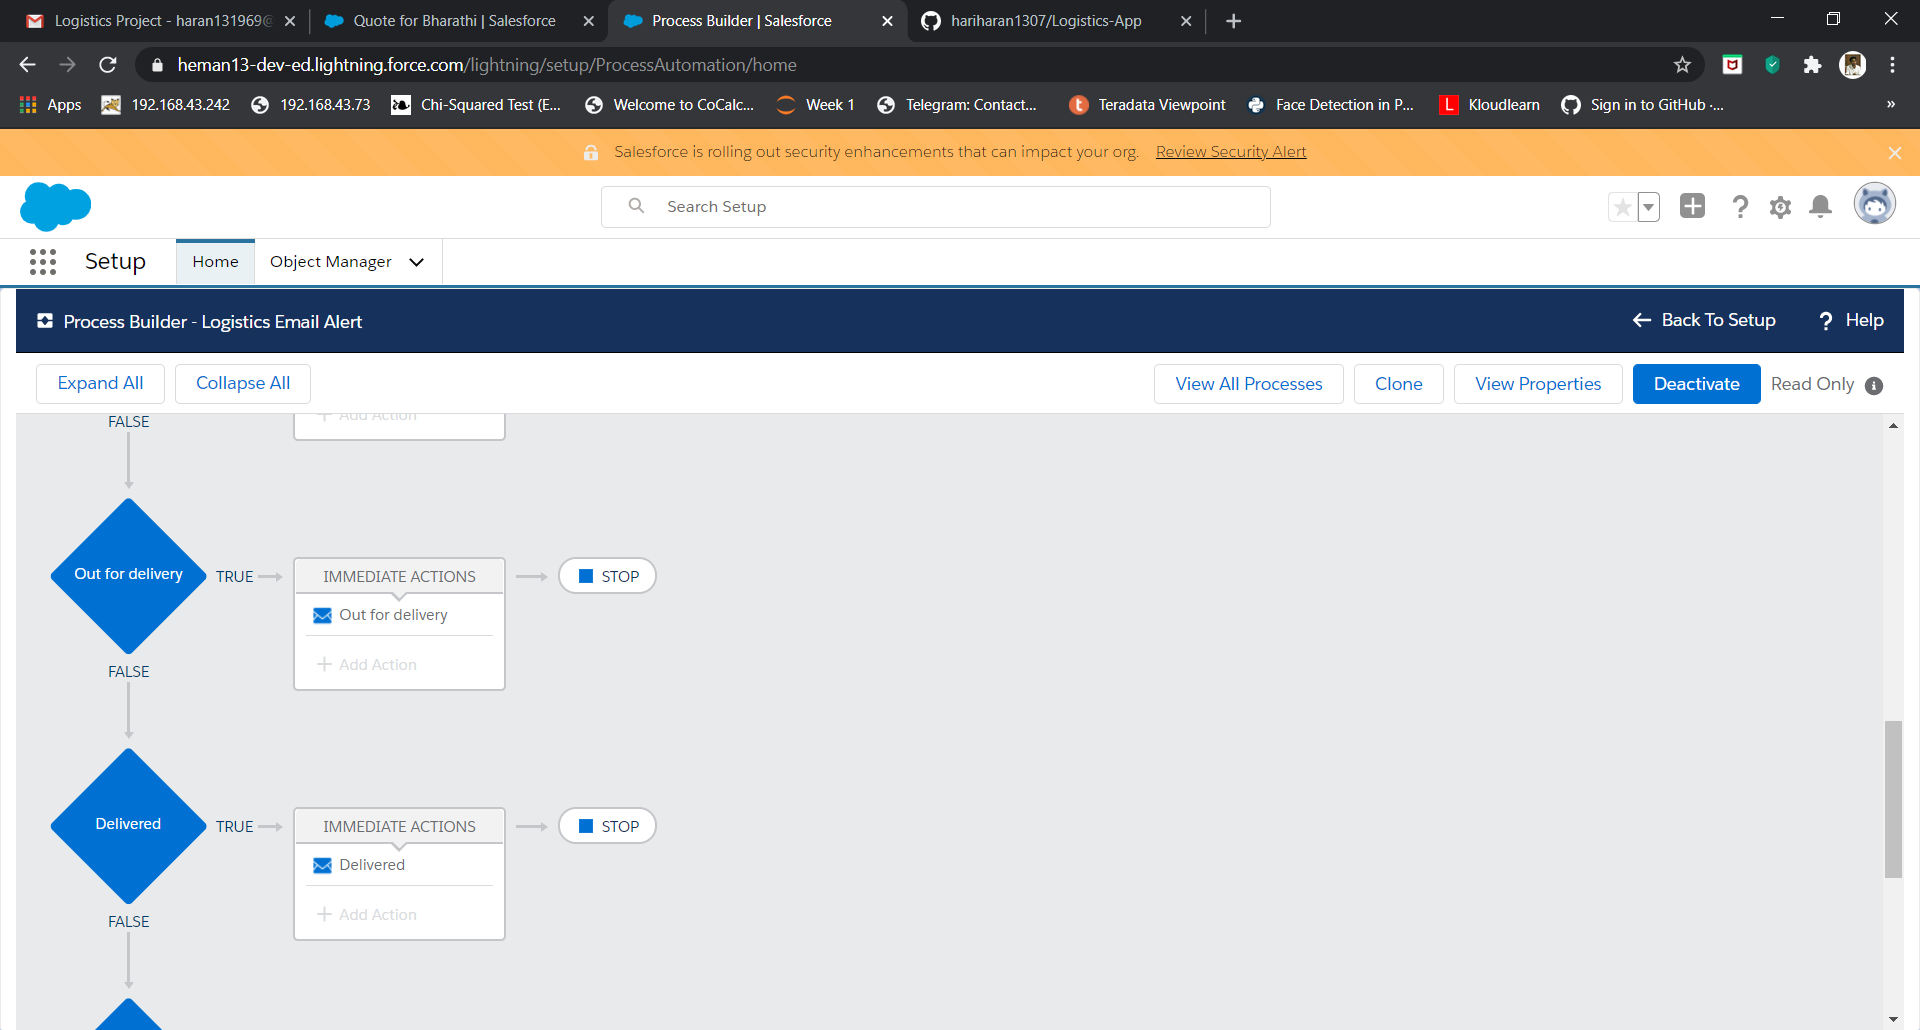 Logistics Project - haran131969@
Quote for Bharathi | Salesforce
Process Builder | Salesforce
hariharan1307/Logistics-App
heman13-dev-ed.lightning.force.com/lightning/setup/ProcessAutomation/home
Apps
192.168.43.242
192.168.43.73
Chi-Squared Test (E...
Welcome to CoCalc...
Week 1
Telegram: Contact...
Teradata Viewpoint
Face Detection in P...
L
Kloudlearn
Sign in to GitHub ·...
»
Salesforce is rolling out security enhancements that can impact your org. Review Security Alert
Search Setup
Setup
Home
Object Manager
Process Builder - Logistics Email Alert
Back To Setup
? Help
Expand All
Collapse All
View All Processes
Clone
View Properties
Deactivate
Read Only
FALSE
+ Add Action
Out for delivery
TRUE
IMMEDIATE ACTIONS
STOP
Out for delivery
+ Add Action
FALSE
Delivered
TRUE
IMMEDIATE ACTIONS
STOP
Delivered
+ Add Action
FALSE